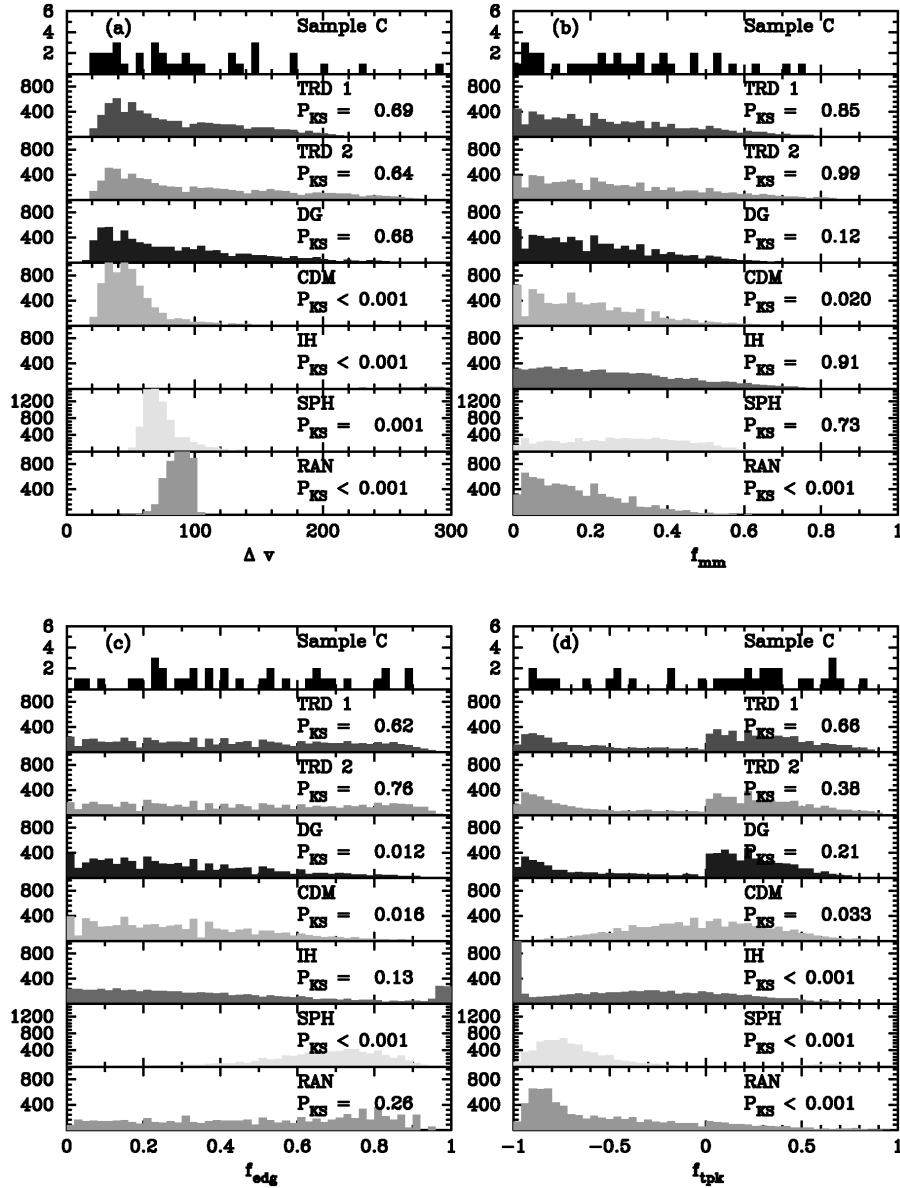 6
4
2
(a)
Sample C
800
400
TRD 1
P_KS = 0.69
800
400
TRD 2
P_KS = 0.64
800
400
DG
P_KS = 0.68
800
400
CDM
P_KS < 0.001
800
400
IH
P_KS < 0.001
1200
800
400
SPH
P_KS = 0.001
800
400
RAN
P_KS < 0.001
0 100 200 300
Δ v
6
4
2
(b)
Sample C
800
400
TRD 1
P_KS = 0.85
800
400
TRD 2
P_KS = 0.99
800
400
DG
P_KS = 0.12
800
400
CDM
P_KS = 0.020
800
400
IH
P_KS = 0.91
1200
800
400
SPH
P_KS = 0.73
800
400
RAN
P_KS < 0.001
0 0.2 0.4 0.6 0.8 1
f_mm
6
4
2
(c)
Sample C
800
400
TRD 1
P_KS = 0.62
800
400
TRD 2
P_KS = 0.76
800
400
DG
P_KS = 0.012
800
400
CDM
P_KS = 0.016
800
400
IH
P_KS = 0.13
1200
800
400
SPH
P_KS < 0.001
800
400
RAN
P_KS = 0.26
0 0.2 0.4 0.6 0.8 1
f_edg
6
4
2
(d)
Sample C
800
400
TRD 1
P_KS = 0.66
800
400
TRD 2
P_KS = 0.38
800
400
DG
P_KS = 0.21
800
400
CDM
P_KS = 0.033
800
400
IH
P_KS < 0.001
1200
800
400
SPH
P_KS < 0.001
800
400
RAN
P_KS < 0.001
-1 -0.5 0 0.5 1
f_tpk